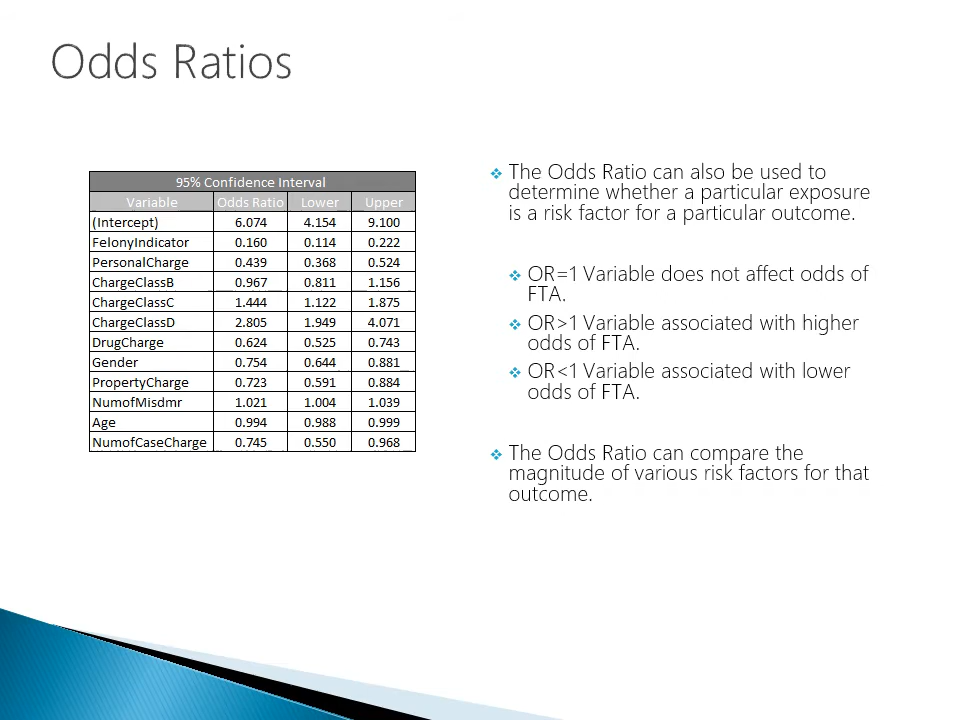 Odds Ratios
95% Confidence Interval
Variable Odds Ratio Lower Upper
(Intercept) 6.074 4.154 9.100
FelonyIndicator 0.160 0.114 0.222
PersonalCharge 0.439 0.368 0.524
ChargeClassB 0.967 0.811 1.156
ChargeClassC 1.444 1.122 1.875
ChargeClassD 2.805 1.949 4.071
DrugCharge 0.624 0.525 0.743
Gender 0.754 0.644 0.881
PropertyCharge 0.723 0.591 0.884
NumofMisdmr 1.021 1.004 1.039
Age 0.994 0.988 0.999
NumofCaseCharge 0.745 0.550 0.968
The Odds Ratio can also be used to
determine whether a particular exposure
is a risk factor for a particular outcome.
OR=1 Variable does not affect odds of
FTA.
OR>1 Variable associated with higher
odds of FTA.
OR<1 Variable associated with lower
odds of FTA.
The Odds Ratio can compare the
magnitude of various risk factors for that
outcome.